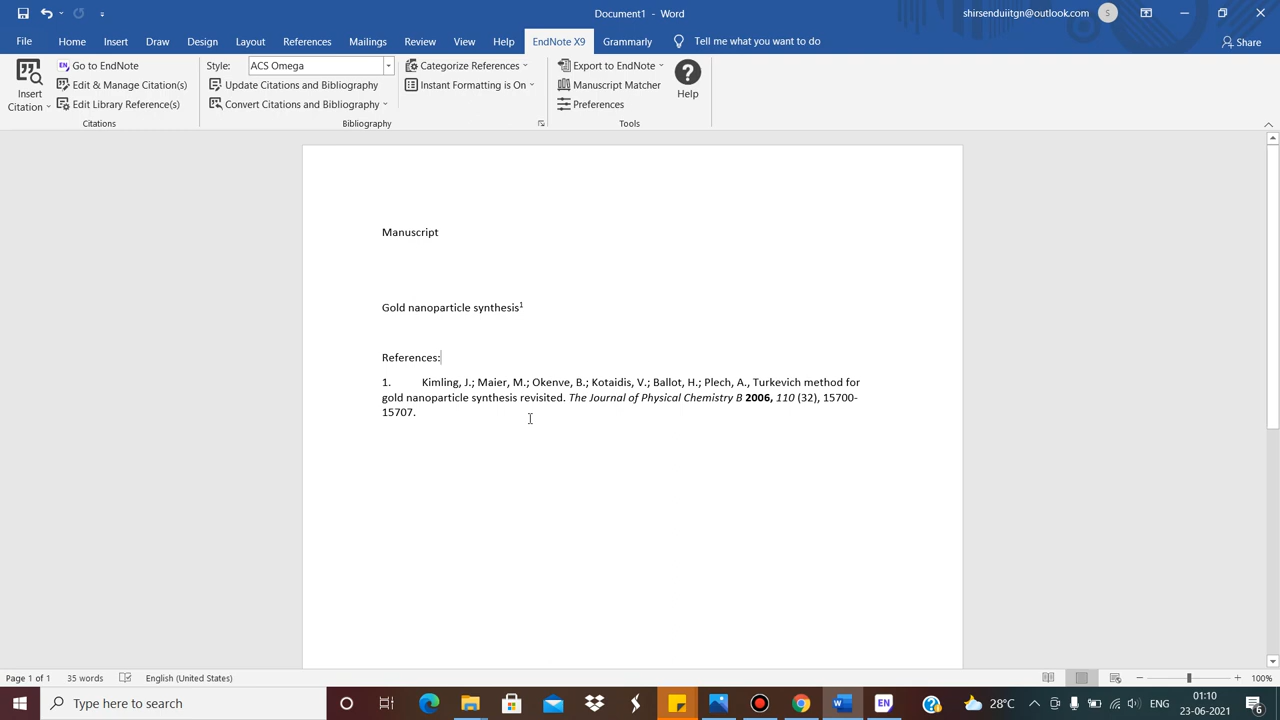 Document1 - Word
shirsenduiitgn@outlook.com S
File Home Insert Draw Design Layout References Mailings Review View Help EndNote X9 Grammarly Tell me what you want to do Share
Insert Citation
Go to EndNote
Edit & Manage Citation(s)
Edit Library Reference(s)
Citations
Style: ACS Omega
Update Citations and Bibliography
Convert Citations and Bibliography
Categorize References
Instant Formatting is On
Bibliography
Export to EndNote
Manuscript Matcher
Preferences
Help
Tools
Manuscript
Gold nanoparticle synthesis1
References:
1. Kimling, J.; Maier, M.; Okenve, B.; Kotaidis, V.; Ballot, H.; Plech, A., Turkevich method for
gold nanoparticle synthesis revisited. The Journal of Physical Chemistry B 2006, 110 (32), 15700-
15707.
Page 1 of 1 35 words English (United States) 100%
Type here to search
28°C
01:10
23-06-2021
6